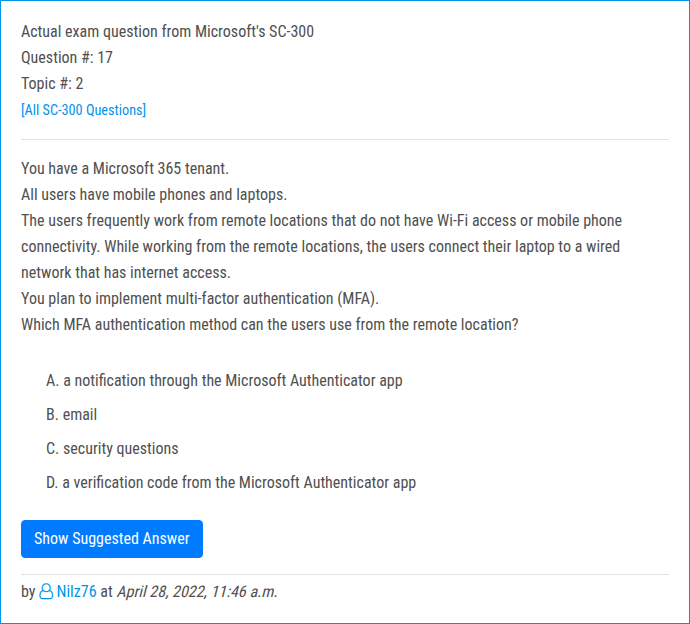 Actual exam question from Microsoft's SC-300
Question #: 17
Topic #: 2
[All SC-300 Questions]
You have a Microsoft 365 tenant.
All users have mobile phones and laptops.
The users frequently work from remote locations that do not have Wi-Fi access or mobile phone
connectivity. While working from the remote locations, the users connect their laptop to a wired
network that has internet access.
You plan to implement multi-factor authentication (MFA).
Which MFA authentication method can the users use from the remote location?
A. a notification through the Microsoft Authenticator app
B. email
C. security questions
D. a verification code from the Microsoft Authenticator app
Show Suggested Answer
by Nilz76 at April 28, 2022, 11:46 a.m.